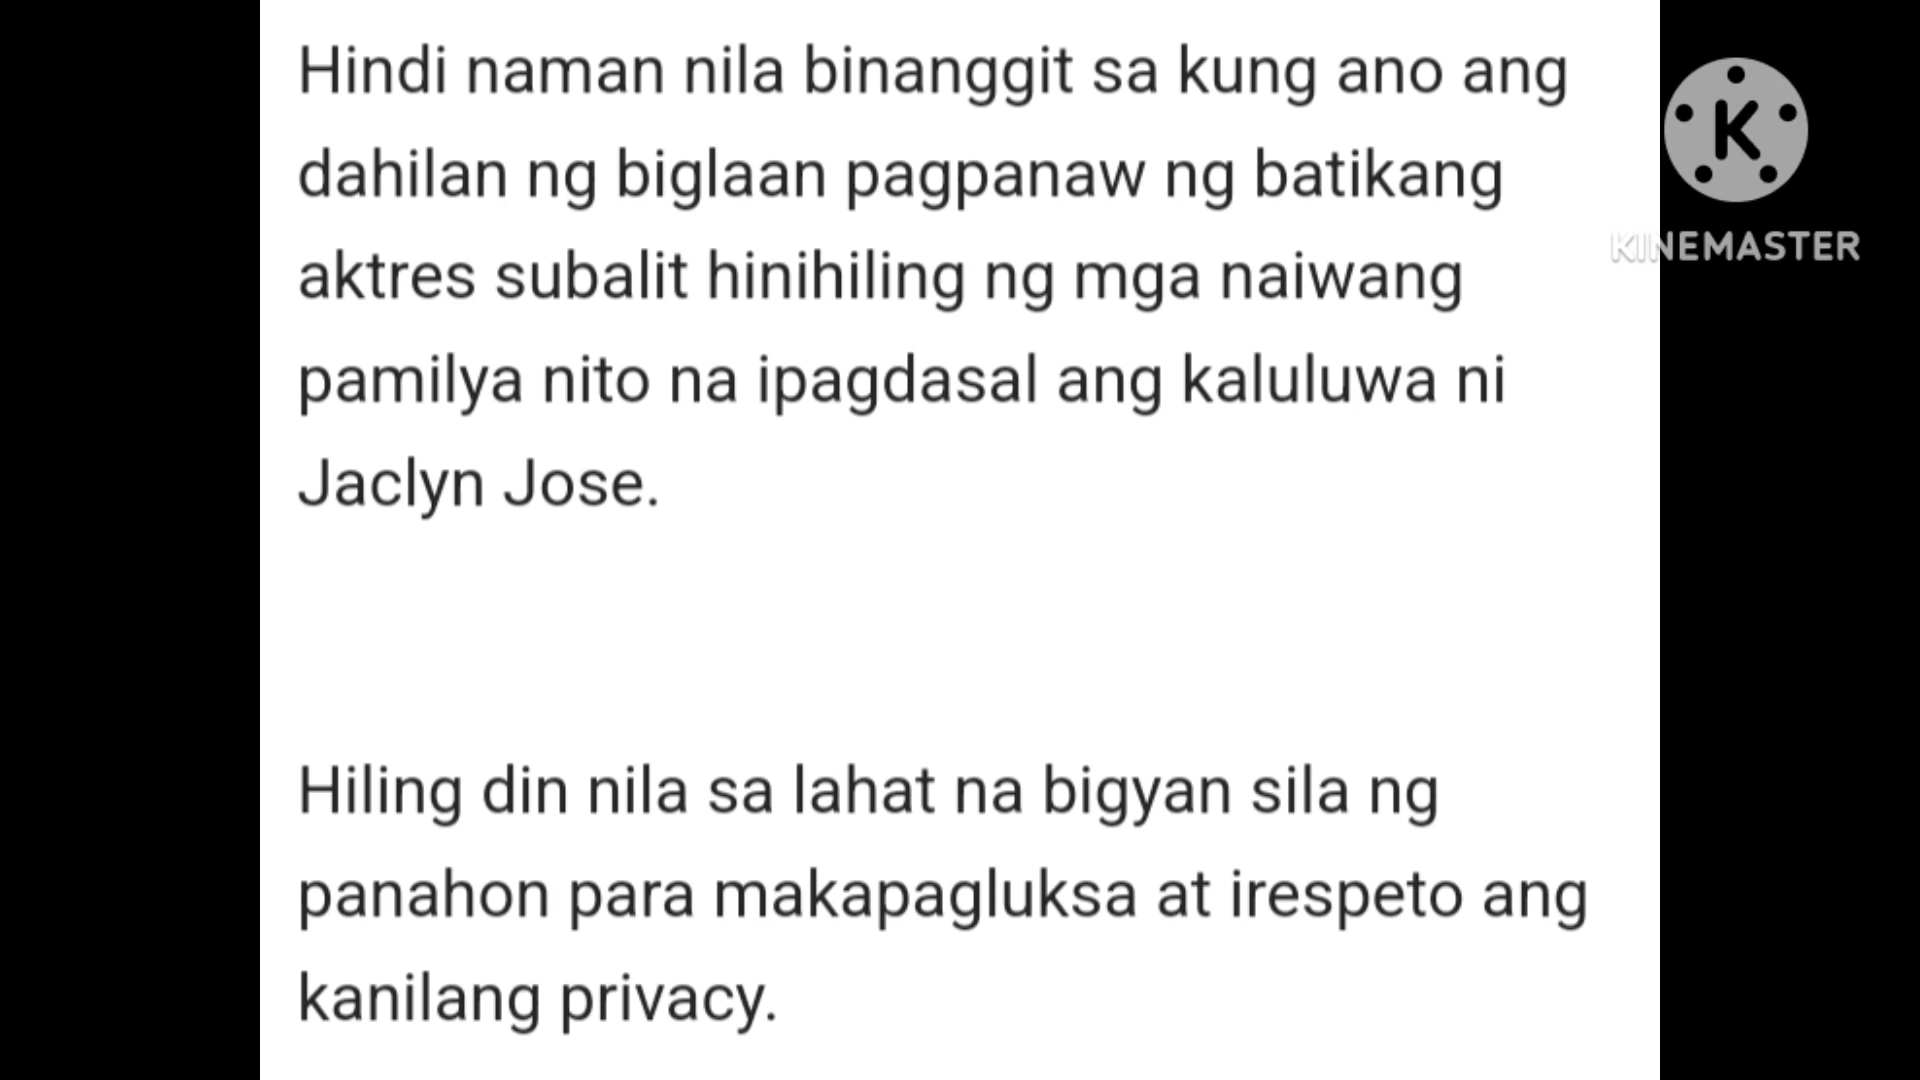 Hindi naman nila binanggit sa kung ano ang
dahilan ng biglaan pagpanaw ng batikang
aktres subalit hinihiling ng mga naiwang
pamilya nito na ipagdasal ang kaluluwa ni
Jaclyn Jose.
Hiling din nila sa lahat na bigyan sila ng
panahon para makapagluksa at irespeto ang
kanilang privacy.
K
KINEMASTER